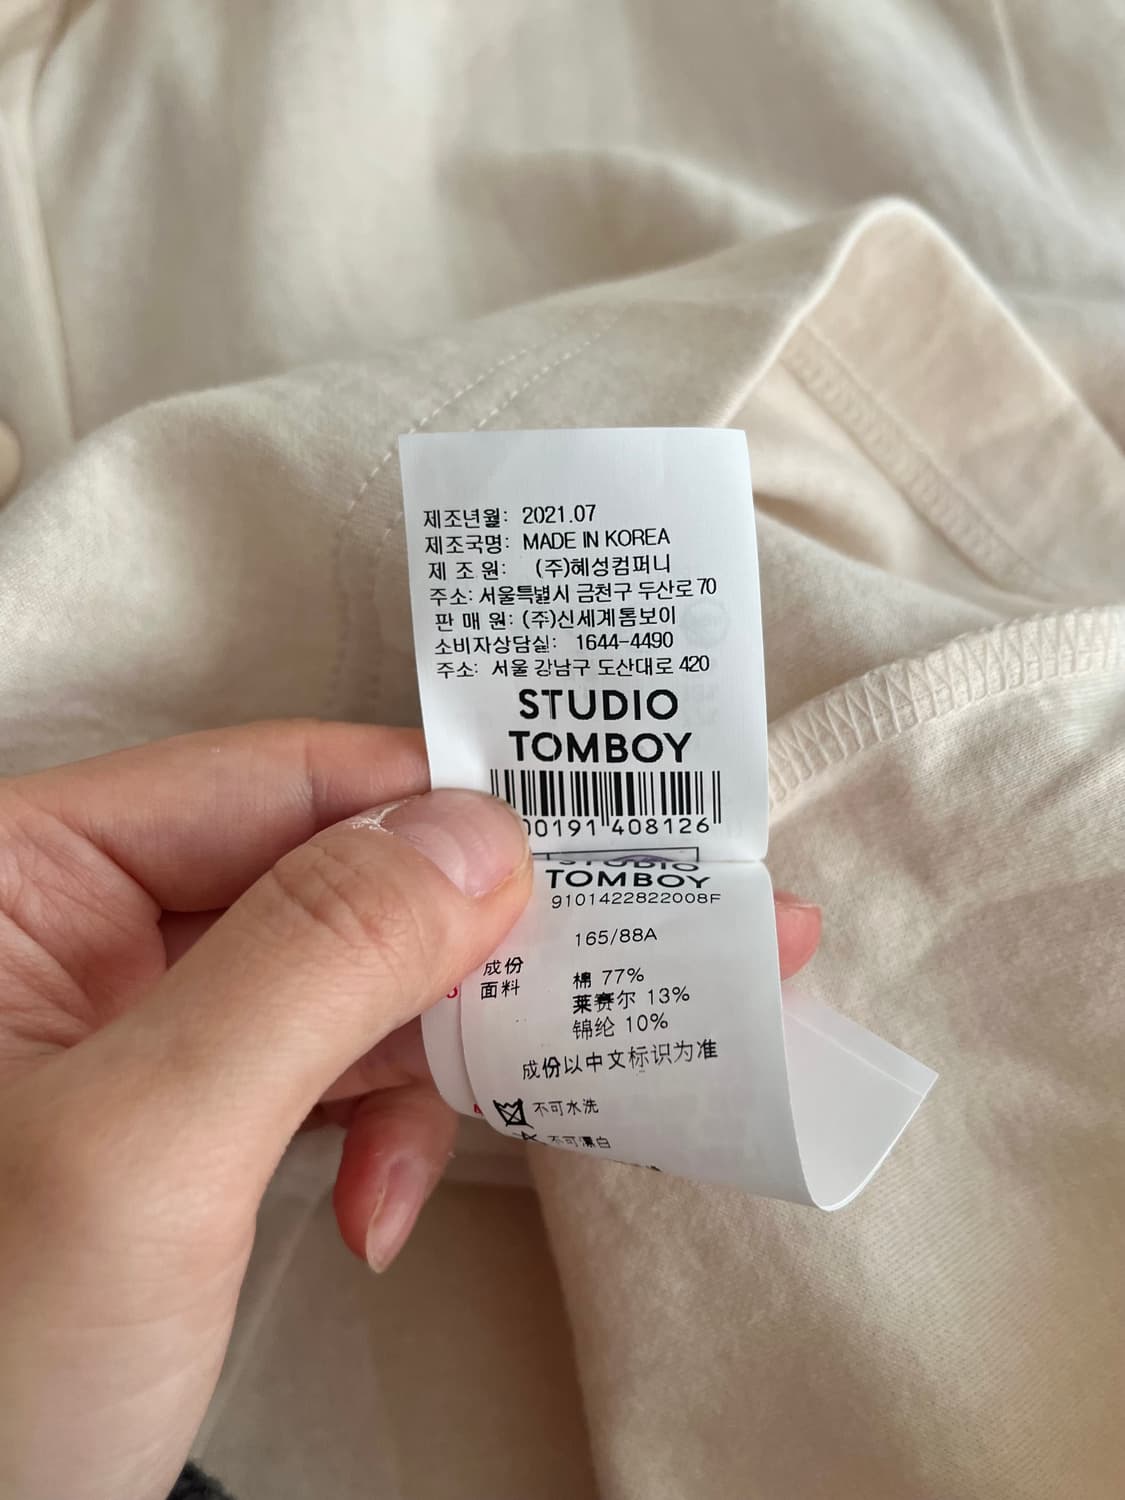 제조년월: 2021.07
제조국명: MADE IN KOREA
제 조 원: (주)혜성컴퍼니
주소: 서울특별시 금천구 두산로 70
판 매 원: (주)신세계톰보이
소비자상담실: 1644-4490
주소: 서울 강남구 도산대로 420
STUDIO
TOMBOY
00191 408126
STUDIO
TOMBOY
9101422822008F
165/88A
成份
面料
棉 77%
莱赛尔 13%
锦纶 10%
成份以中文标识为准
不可水洗
不可漂白